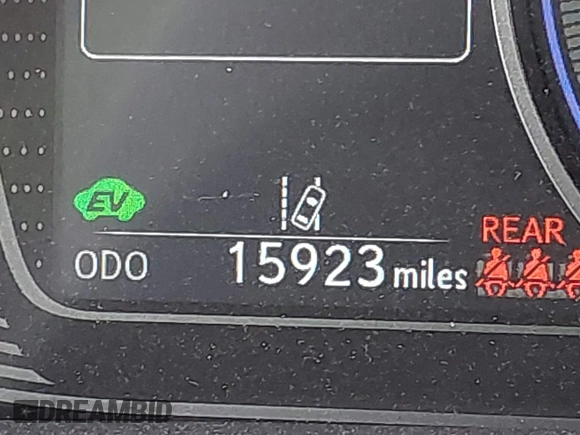 EV
REAR
ODO 15923 miles
DREAMBID